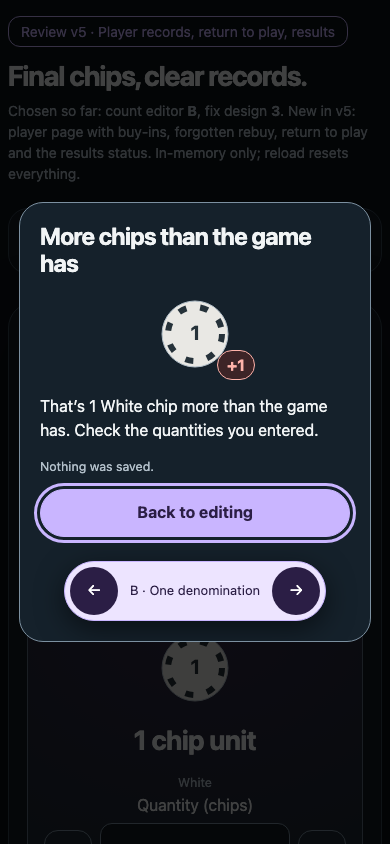 Review v5 · Player records, return to play, results
Final chips, clear records.
Chosen so far: count editor B, fix design 3. New in v5:
player page with buy-ins, forgotten rebuy, return to play
and the results status. In-memory only; reload resets
everything.
More chips than the game
has
1
+1
That’s 1 White chip more than the game
has. Check the quantities you entered.
Nothing was saved.
Back to editing
← B · One denomination →
1
1 chip unit
White
Quantity (chips)